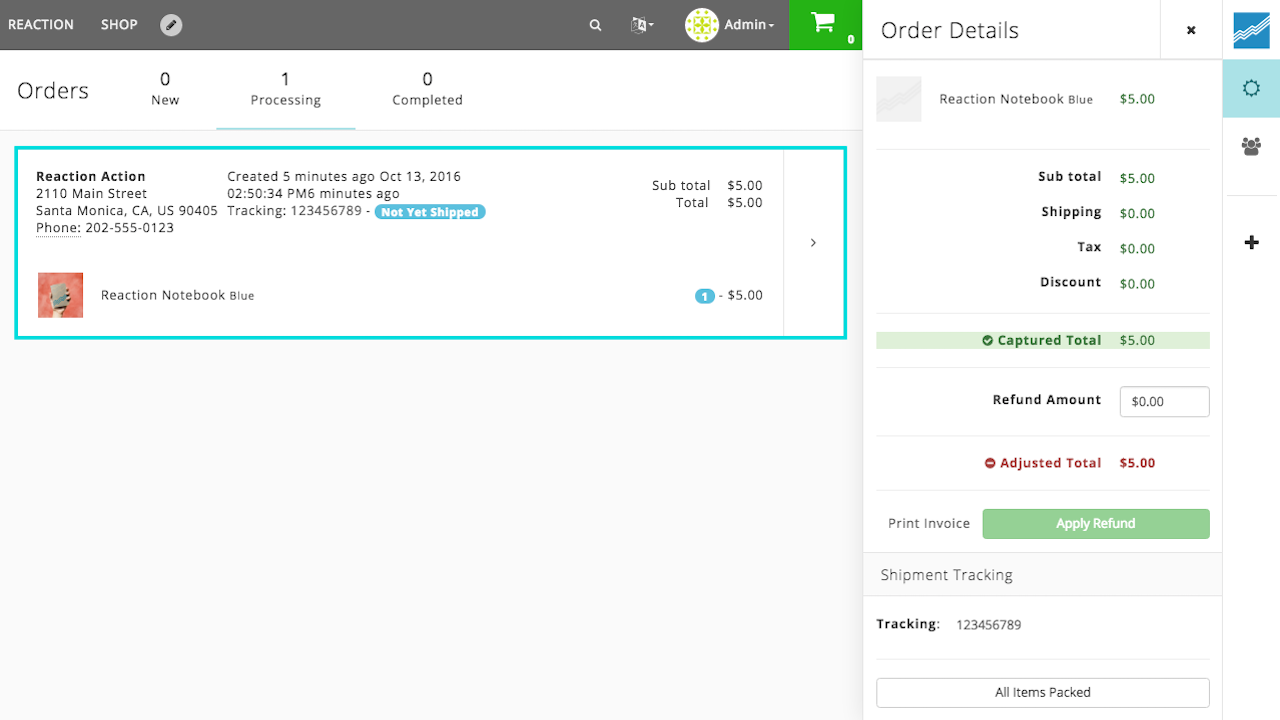 REACTION SHOP Admin 0
Orders
0 New
1 Processing
0 Completed
Reaction Action
2110 Main Street
Santa Monica, CA, US 90405
Phone: 202-555-0123
Created 5 minutes ago Oct 13, 2016
02:50:34 PM6 minutes ago
Tracking: 123456789 - Not Yet Shipped
Sub total $5.00
Total $5.00
Reaction Notebook Blue 1 - $5.00
Order Details
Reaction Notebook Blue $5.00
Sub total $5.00
Shipping $0.00
Tax $0.00
Discount $0.00
Captured Total $5.00
Refund Amount $0.00
Adjusted Total $5.00
Print Invoice Apply Refund
Shipment Tracking
Tracking: 123456789
All Items Packed